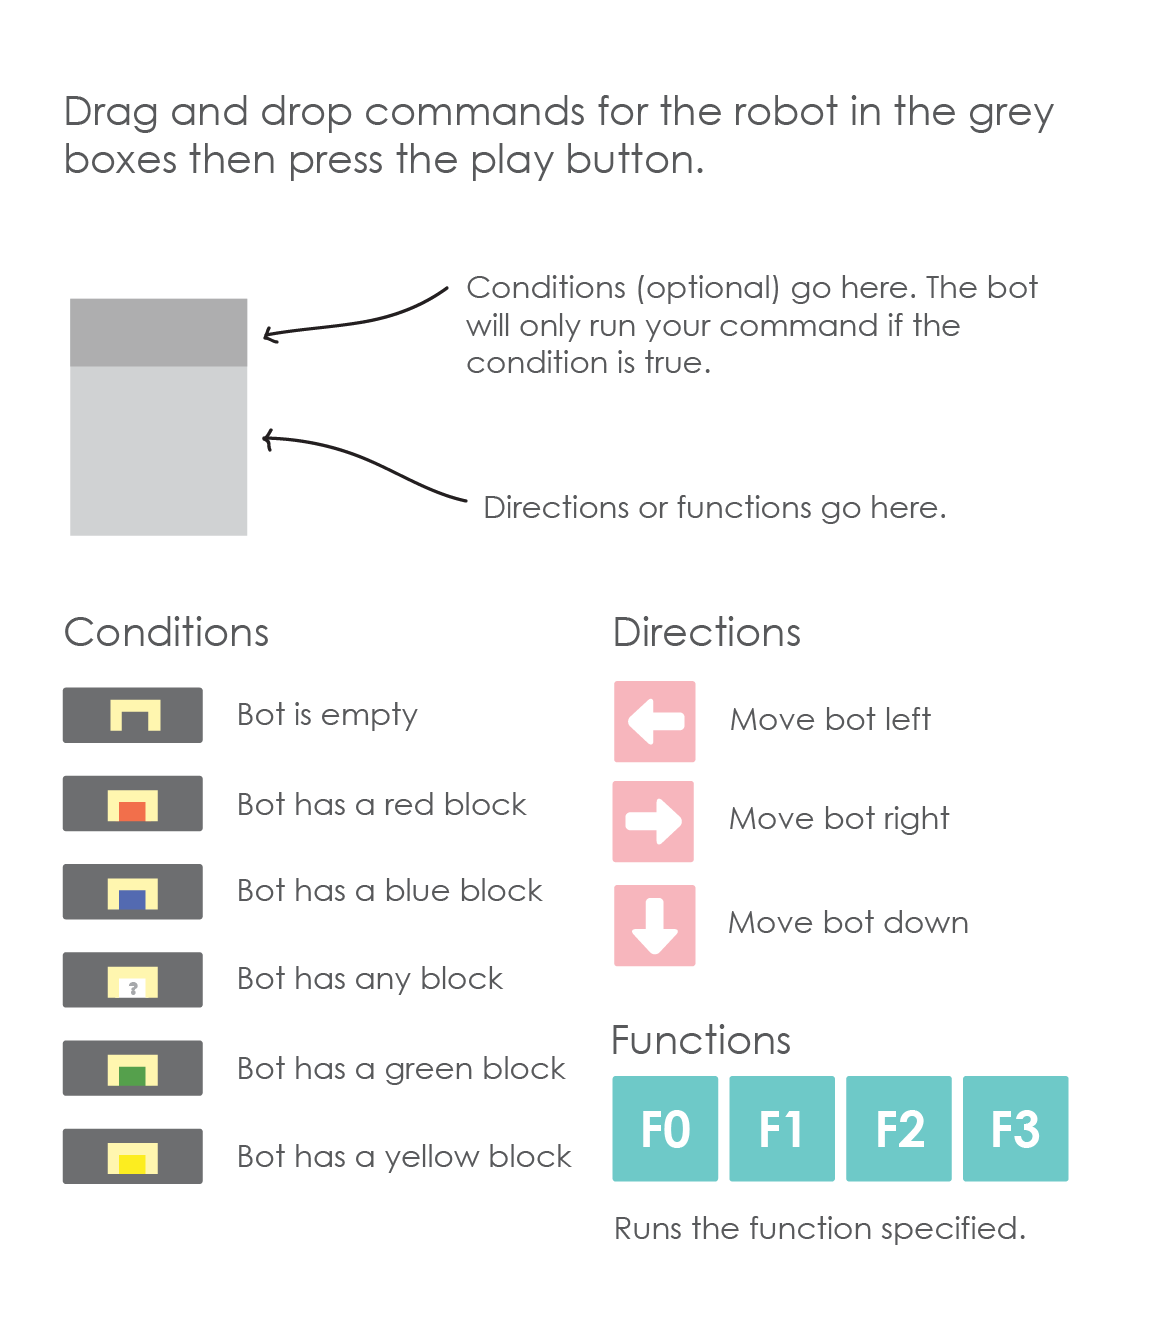 Drag and drop commands for the robot in the grey
boxes then press the play button.
Conditions (optional) go here. The bot
will only run your command if the
condition is true.
Directions or functions go here.
Conditions
Bot is empty
Bot has a red block
Bot has a blue block
?
Bot has any block
Bot has a green block
Bot has a yellow block
Directions
Move bot left
Move bot right
Move bot down
Functions
F0 F1 F2 F3
Runs the function specified.